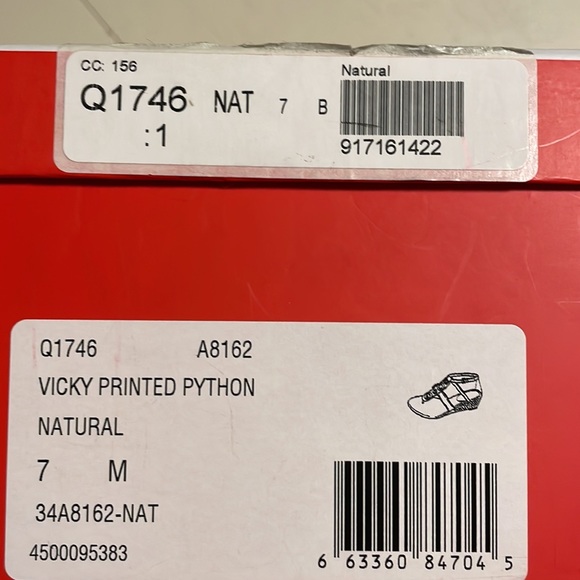 CC: 156
Natural
Q1746 NAT 7 B
:1
917161422
Q1746 A8162
VICKY PRINTED PYTHON
NATURAL
7 M
34A8162-NAT
4500095383
6 63360 84704 5